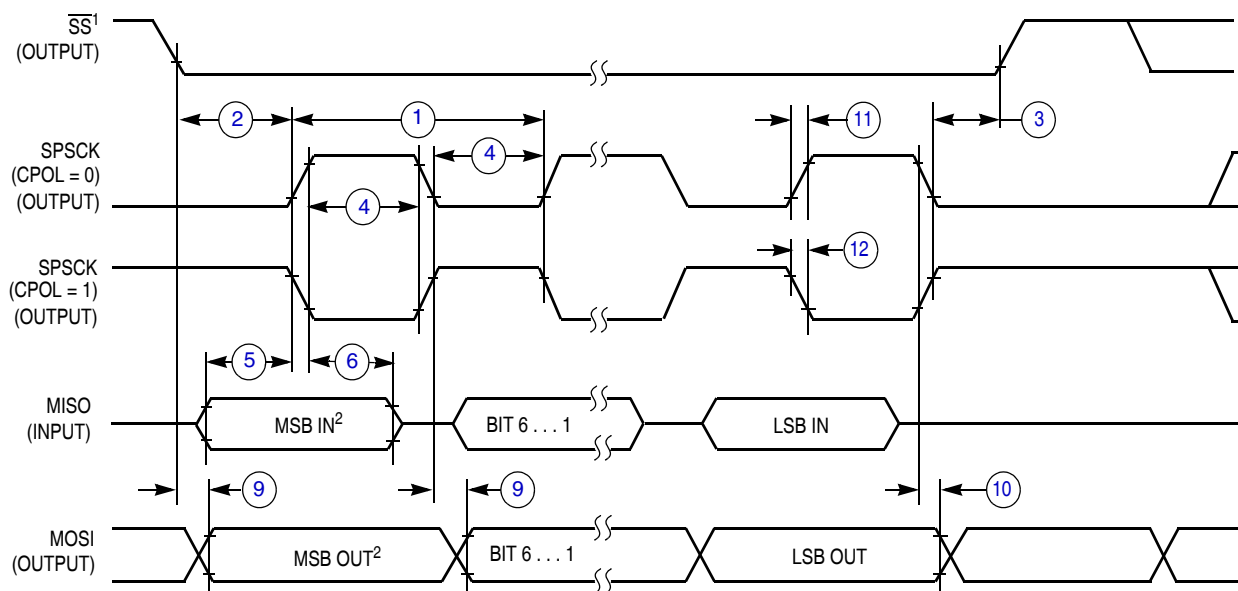 SS¹
(OUTPUT)
2
1
11
3
SPSCK
(CPOL = 0)
(OUTPUT)
4
4
SPSCK
(CPOL = 1)
(OUTPUT)
12
5
6
MISO
(INPUT)
MSB IN²
BIT 6 . . . 1
LSB IN
9
9
10
MOSI
(OUTPUT)
MSB OUT²
BIT 6 . . . 1
LSB OUT